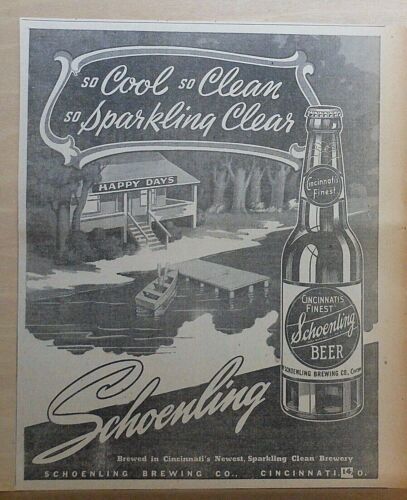 so Cool so Clean
so Sparkling Clear
HAPPY DAYS
Cincinnati's
Finest
CINCINNATI'S
FINEST
Schoenling
BEER
SCHOENLING BREWING CO.,
Schoenling
Brewed in Cincinnati's Newest, Sparkling Clean Brewery
SCHOENLING BREWING CO., CINCINNATI, 14, O.